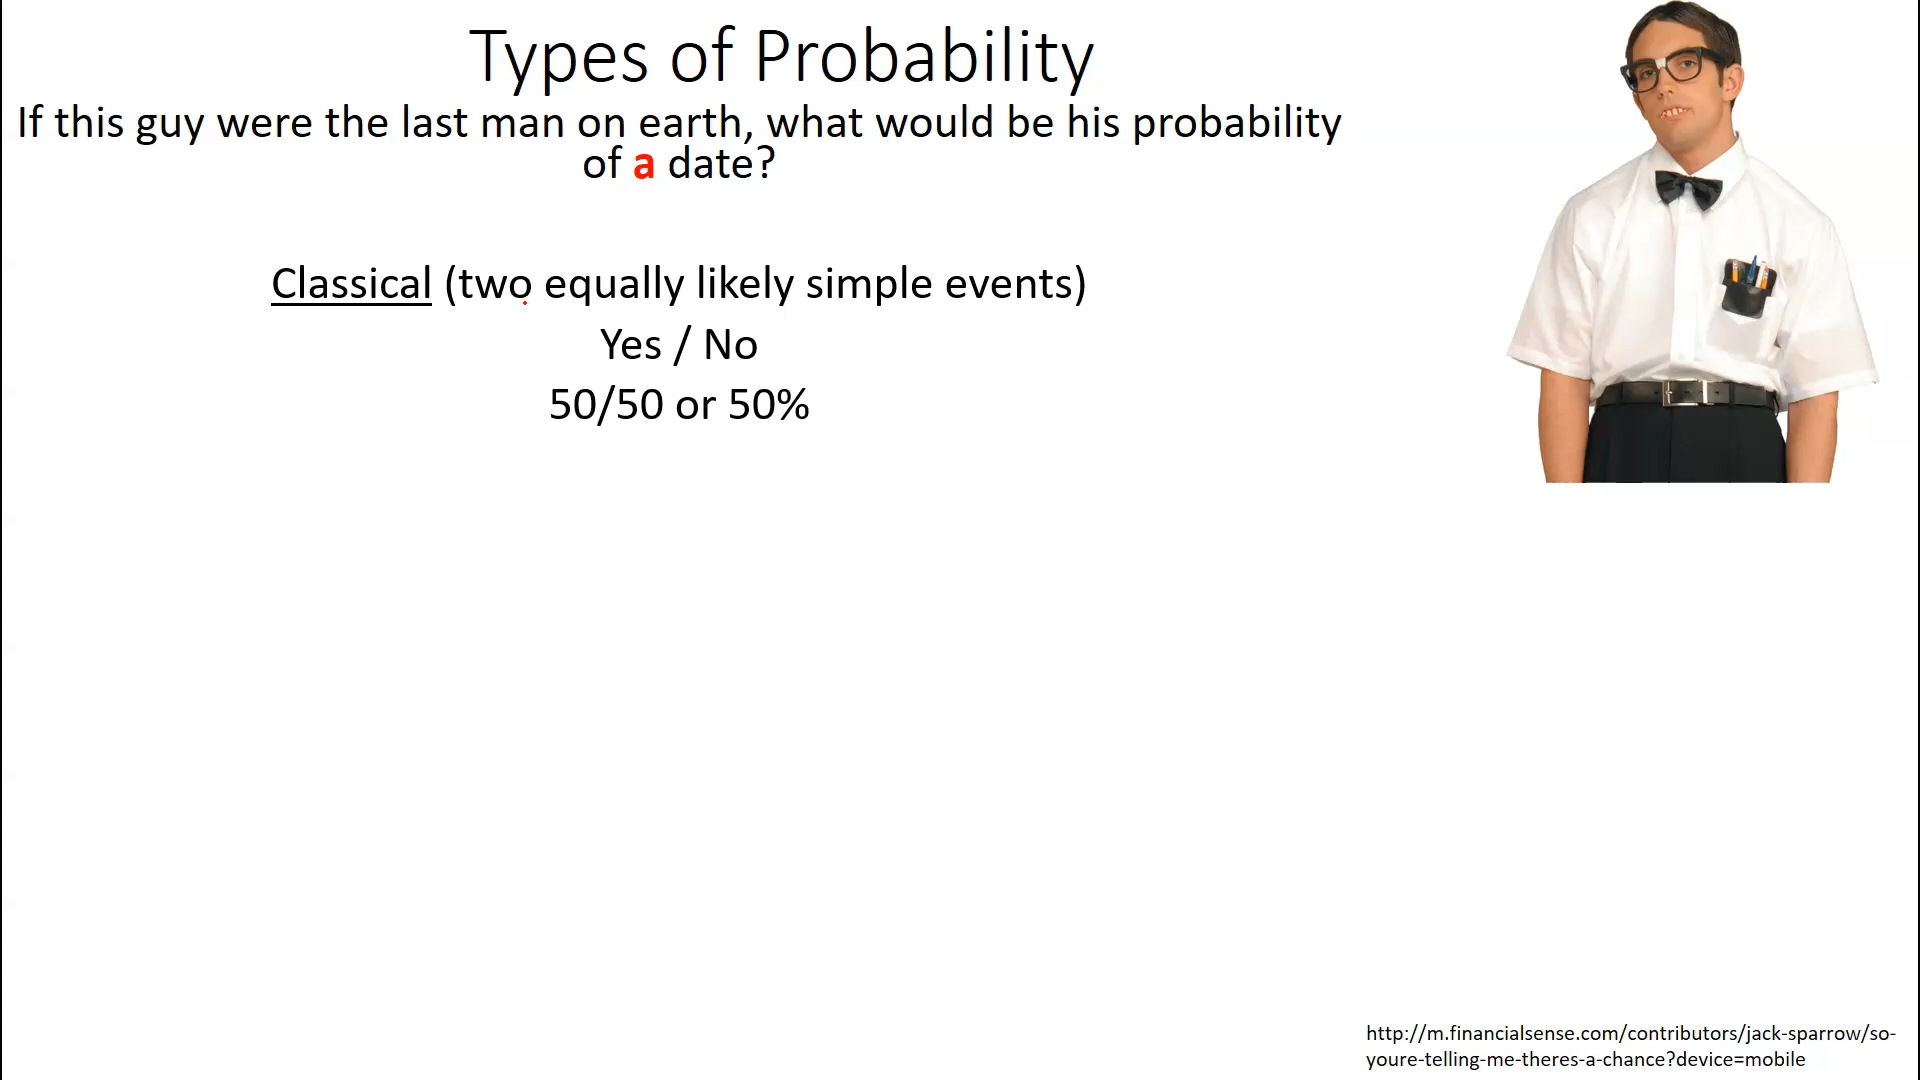 Types of Probability
If this guy were the last man on earth, what would be his probability
of a date?
Classical (two equally likely simple events)
Yes / No
50/50 or 50%
http://m.financialsense.com/contributors/jack-sparrow/so-
youre-telling-me-theres-a-chance?device=mobile